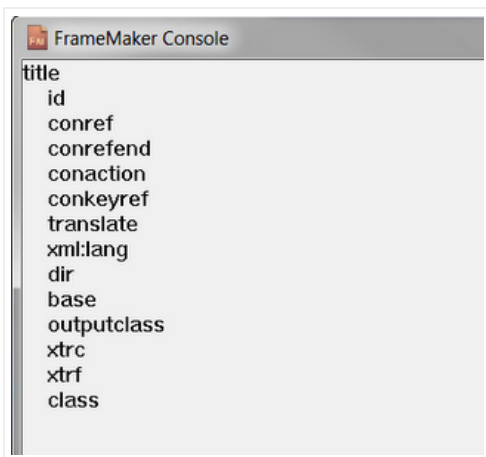 FrameMaker Console
title
id
conref
conrefend
conaction
conkeyref
translate
xml:lang
dir
base
outputclass
xtrc
xtrf
class